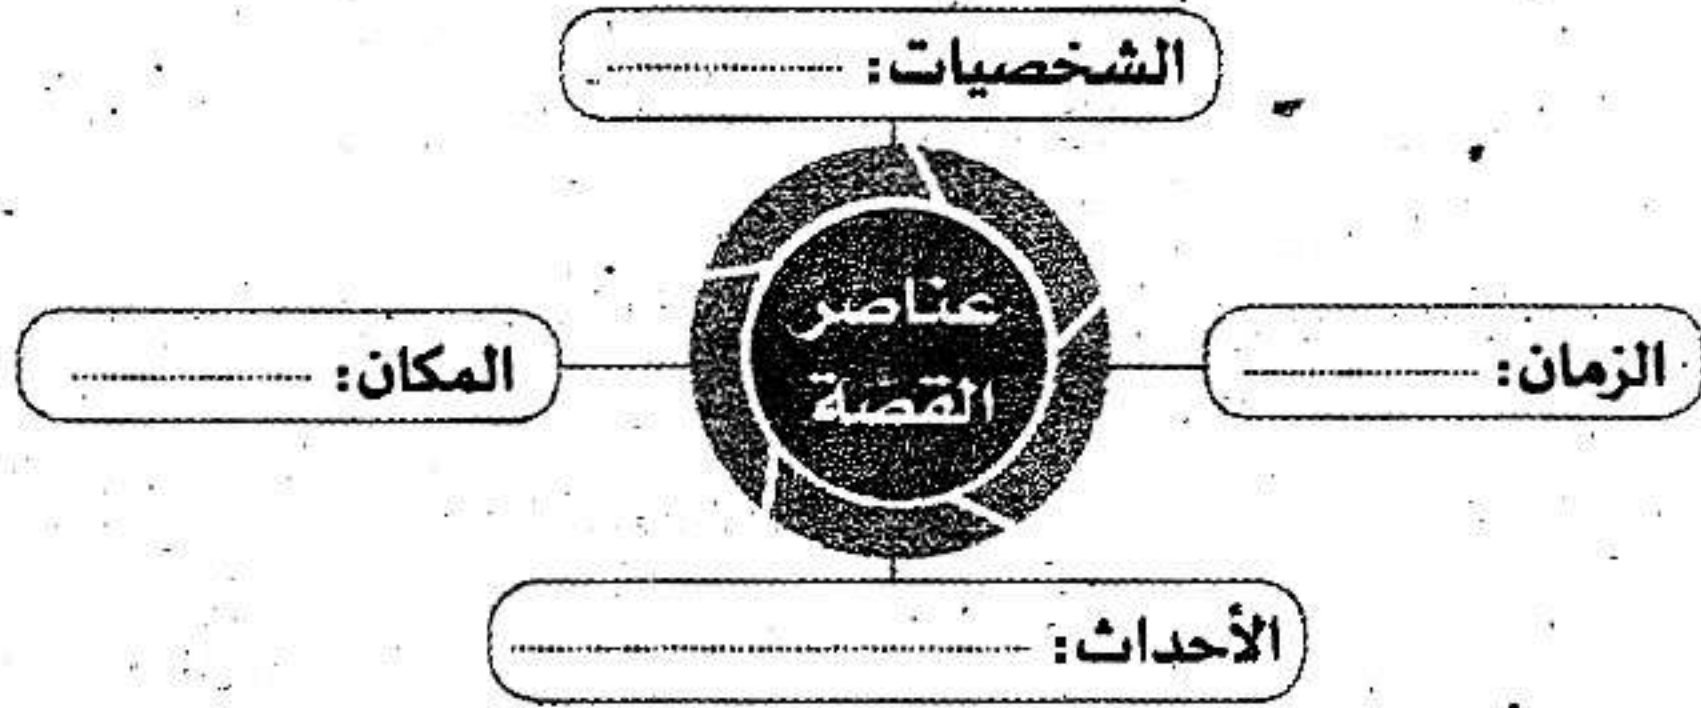 الشخصيات: ....................
عناصر
القصة
الزمان: ....................
المكان: ....................
الأحداث: ........................................